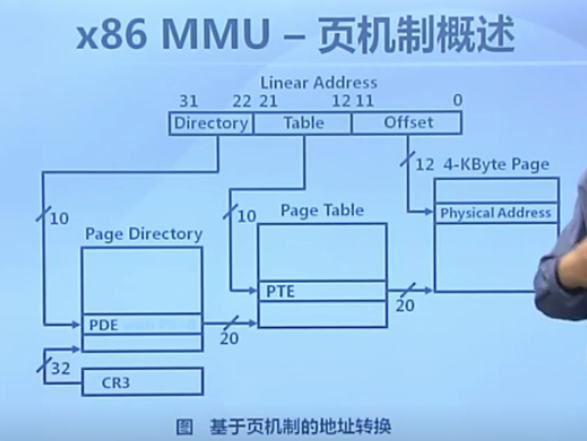 x86 MMU – 页机制概述
Linear Address
31 22 21 12 11 0
Directory Table Offset
12 4-KByte Page
10 10 Page Table Physical Address
Page Directory
PTE
PDE 20
20
32
CR3
图 基于页机制的地址转换